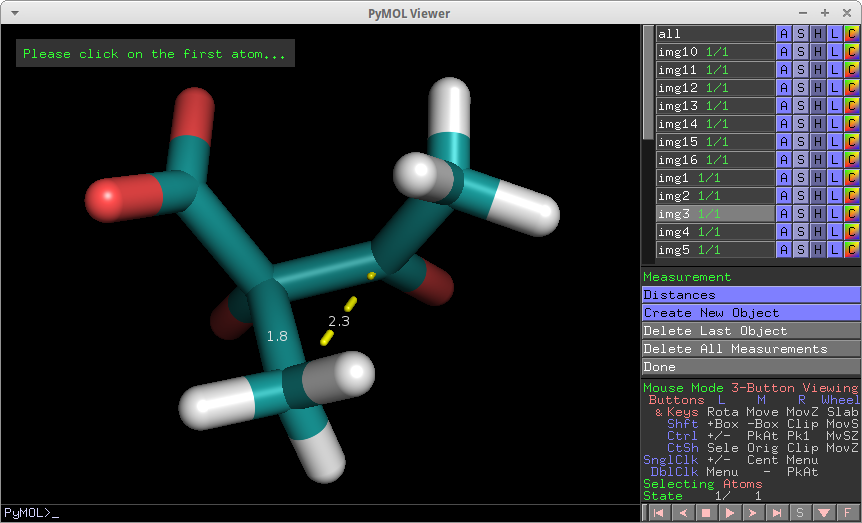 PyMOL Viewer
Please click on the first atom...
1.8
2.3
all A S H L C
img10 1/1 A S H L C
img11 1/1 A S H L C
img12 1/1 A S H L C
img13 1/1 A S H L C
img14 1/1 A S H L C
img15 1/1 A S H L C
img16 1/1 A S H L C
img1 1/1 A S H L C
img2 1/1 A S H L C
img3 1/1 A S H L C
img4 1/1 A S H L C
img5 1/1 A S H L C
Measurement
Distances
Create New Object
Delete Last Object
Delete All Measurements
Done
Mouse Mode 3-Button Viewing
Buttons L M R Wheel
& Keys Rota Move MovZ Slab
Shft +Box -Box Clip MovS
Ctrl +/- PkAt Pk1 MvSZ
CtSh Sele Orig Clip MovZ
SnglClk +/- Cent Menu
DblClk Menu - PkAt
Selecting Atoms
State 1/ 1
S F
PyMOL>_